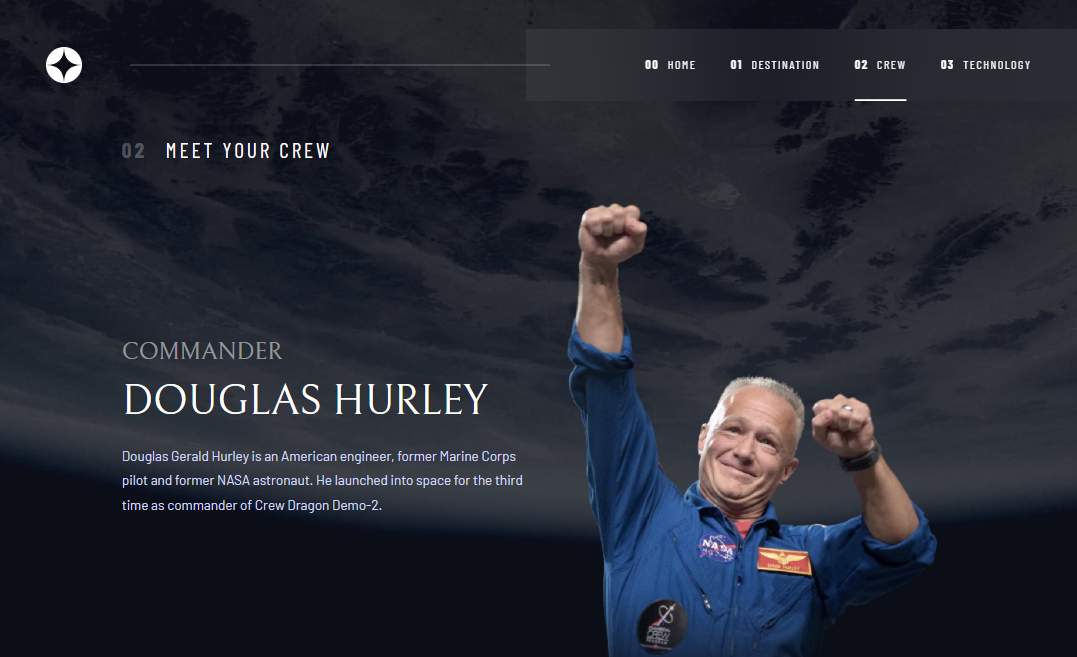 00 HOME 01 DESTINATION 02 CREW 03 TECHNOLOGY
02 MEET YOUR CREW
COMMANDER
DOUGLAS HURLEY
Douglas Gerald Hurley is an American engineer, former Marine Corps
pilot and former NASA astronaut. He launched into space for the third
time as commander of Crew Dragon Demo-2.
NASA
CREW